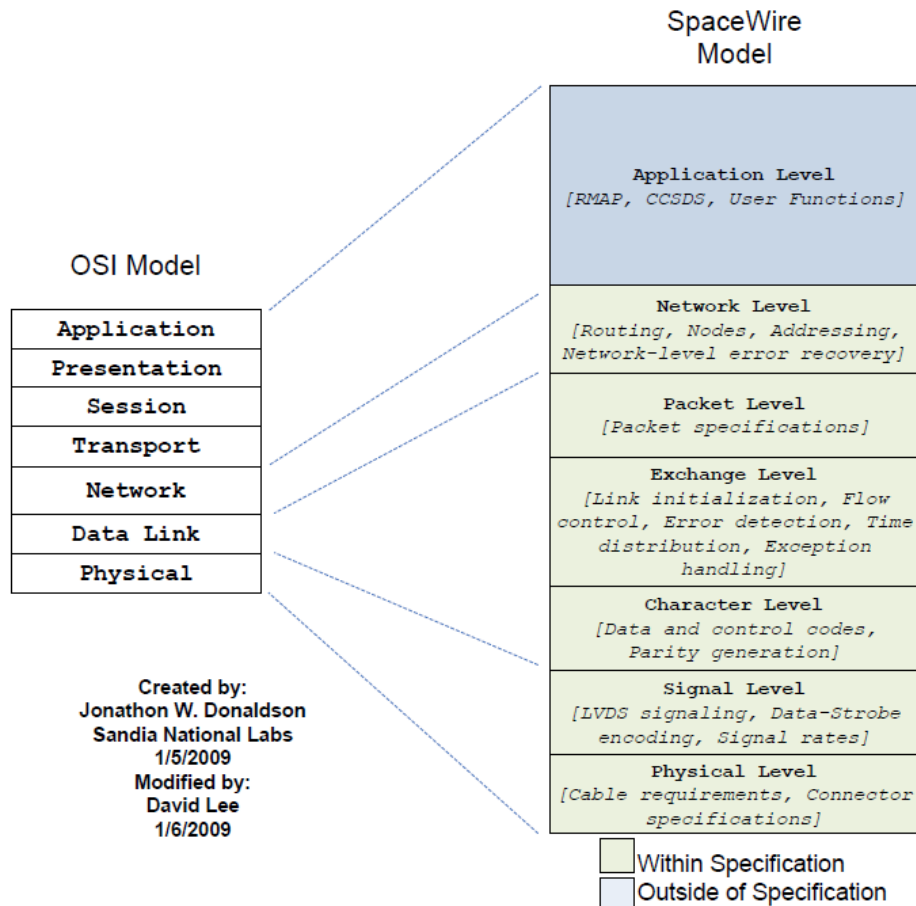 SpaceWire
Model
Application Level
[RMAP, CCSDS, User Functions]
Network Level
[Routing, Nodes, Addressing,
Network-level error recovery]
Packet Level
[Packet specifications]
Exchange Level
[Link initialization, Flow
control, Error detection, Time
distribution, Exception
handling]
Character Level
[Data and control codes,
Parity generation]
Signal Level
[LVDS signaling, Data-Strobe
encoding, Signal rates]
Physical Level
[Cable requirements, Connector
specifications]
Within Specification
Outside of Specification
OSI Model
Application
Presentation
Session
Transport
Network
Data Link
Physical
Created by:
Jonathon W. Donaldson
Sandia National Labs
1/5/2009
Modified by:
David Lee
1/6/2009